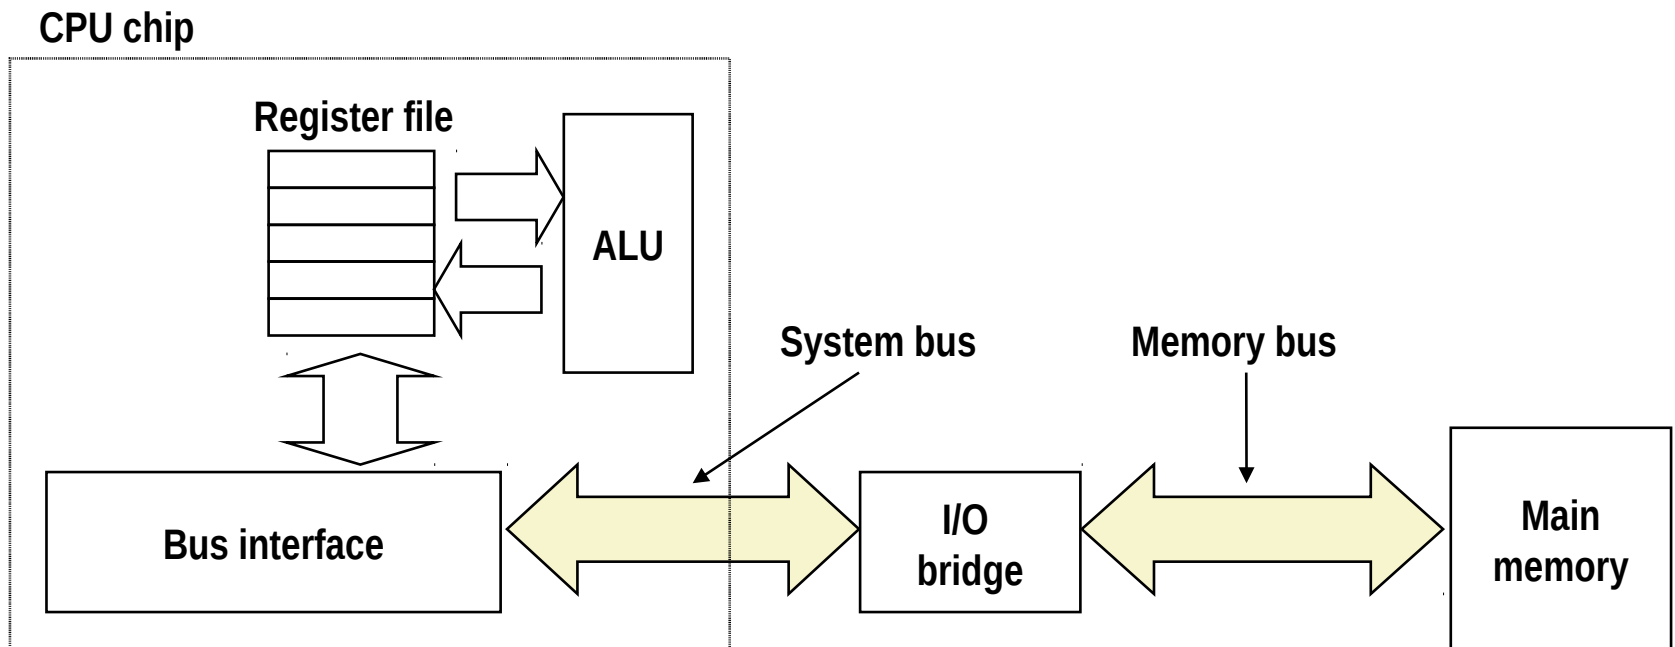 CPU chip
Register file
ALU
System bus
Memory bus
Bus interface
I/O
bridge
Main
memory